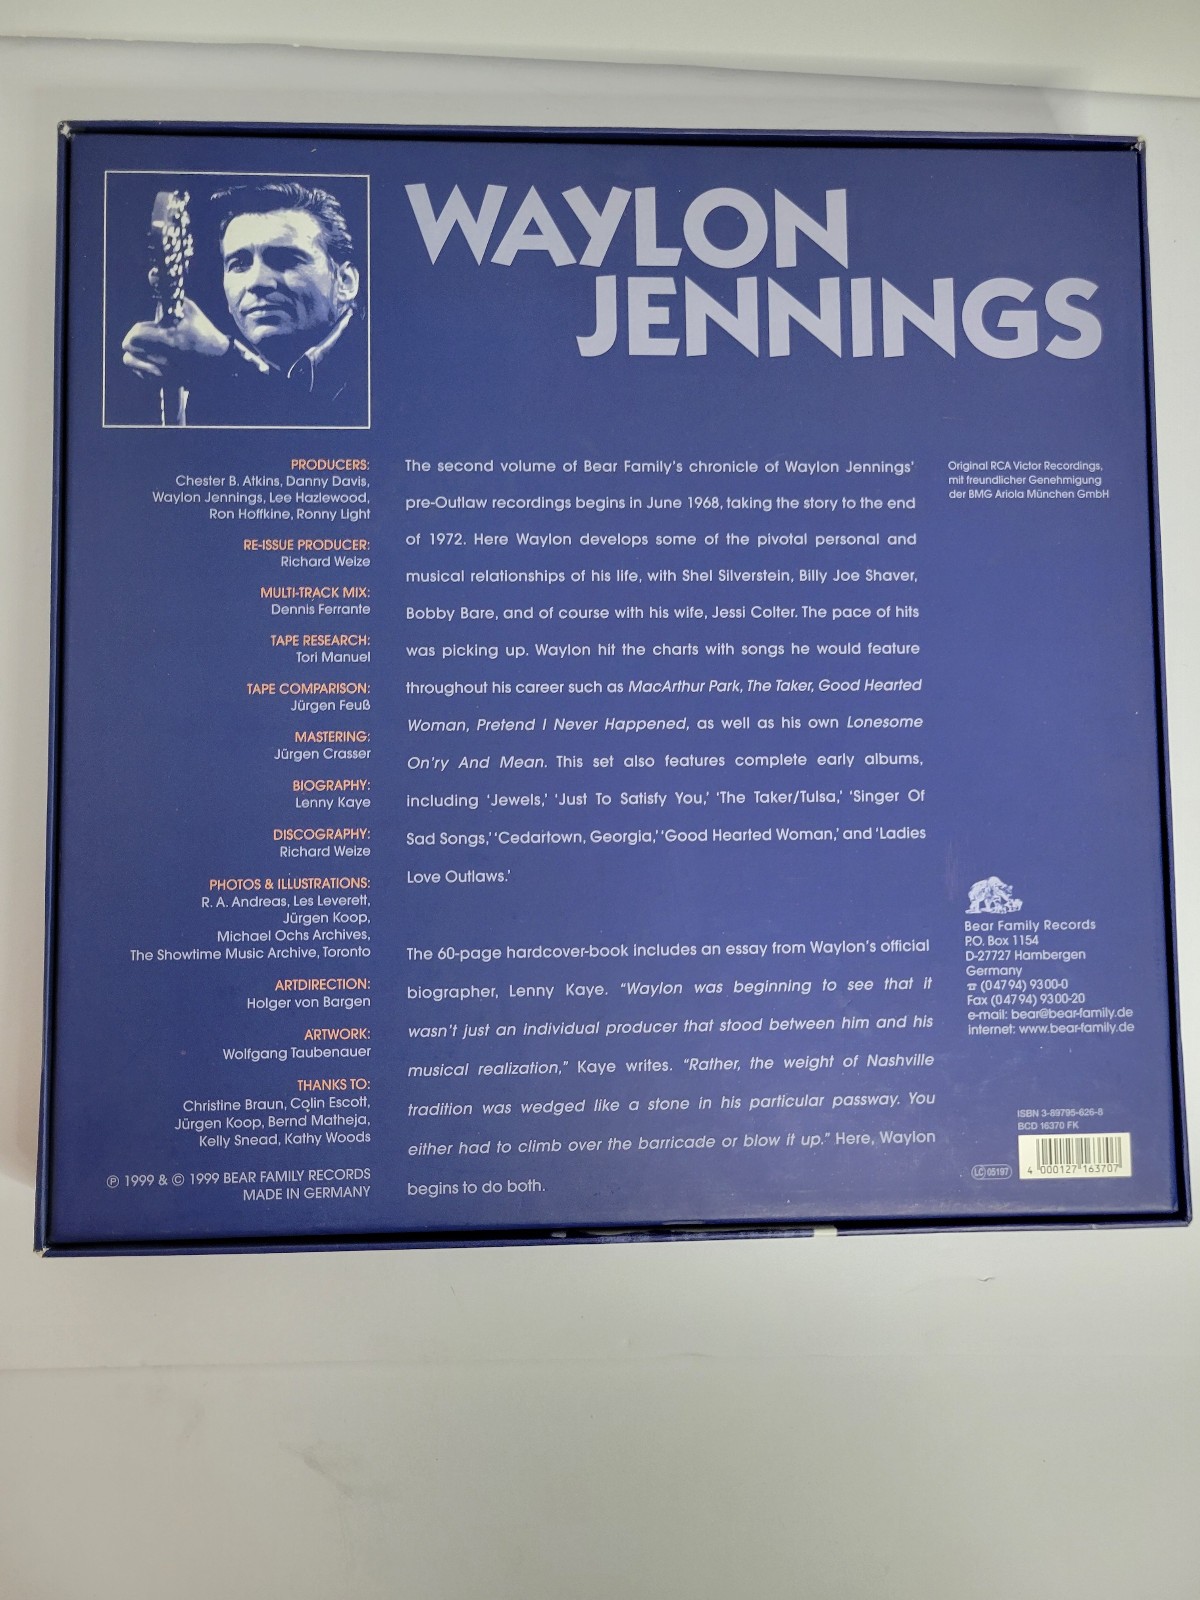 WAYLON
JENNINGS
PRODUCERS:
Chester B. Atkins, Danny Davis,
Waylon Jennings, Lee Hazlewood,
Ron Hoffkine, Ronny Light
RE-ISSUE PRODUCER:
Richard Weize
MULTI-TRACK MIX:
Dennis Ferrante
TAPE RESEARCH:
Tori Manuel
TAPE COMPARISON:
Jürgen Feuß
MASTERING:
Jürgen Crasser
BIOGRAPHY:
Lenny Kaye
DISCOGRAPHY:
Richard Weize
PHOTOS & ILLUSTRATIONS:
R. A. Andreas, Les Leverett,
Jürgen Koop,
Michael Ochs Archives,
The Showtime Music Archive, Toronto
ARTDIRECTION:
Holger von Bargen
ARTWORK:
Wolfgang Taubenauer
THANKS TO:
Christine Braun, Colin Escott,
Jürgen Koop, Bernd Matheja,
Kelly Snead, Kathy Woods
℗ 1999 & © 1999 BEAR FAMILY RECORDS
MADE IN GERMANY
The second volume of Bear Family's chronicle of Waylon Jennings'
pre-Outlaw recordings begins in June 1968, taking the story to the end
of 1972. Here Waylon develops some of the pivotal personal and
musical relationships of his life, with Shel Silverstein, Billy Joe Shaver,
Bobby Bare, and of course with his wife, Jessi Colter. The pace of hits
was picking up. Waylon hit the charts with songs he would feature
throughout his career such as MacArthur Park, The Taker, Good Hearted
Woman, Pretend I Never Happened, as well as his own Lonesome
On'ry And Mean. This set also features complete early albums,
including 'Jewels,' 'Just To Satisfy You,' 'The Taker/Tulsa,' 'Singer Of
Sad Songs,' 'Cedartown, Georgia,' 'Good Hearted Woman,' and 'Ladies
Love Outlaws.'
The 60-page hardcover-book includes an essay from Waylon's official
biographer, Lenny Kaye. "Waylon was beginning to see that it
wasn't just an individual producer that stood between him and his
musical realization," Kaye writes. "Rather, the weight of Nashville
tradition was wedged like a stone in his particular passway. You
either had to climb over the barricade or blow it up." Here, Waylon
begins to do both.
Original RCA Victor Recordings,
mit freundlicher Genehmigung
der BMG Ariola München GmbH
Bear Family Records
P.O. Box 1154
D-27727 Hambergen
Germany
☎ (04794) 9300-0
Fax (04794) 9300-20
e-mail: bear@bear-family.de
internet: www.bear-family.de
ISBN 3-89795-626-8
BCD 16370 FK
LC 05197
4 000127 163707